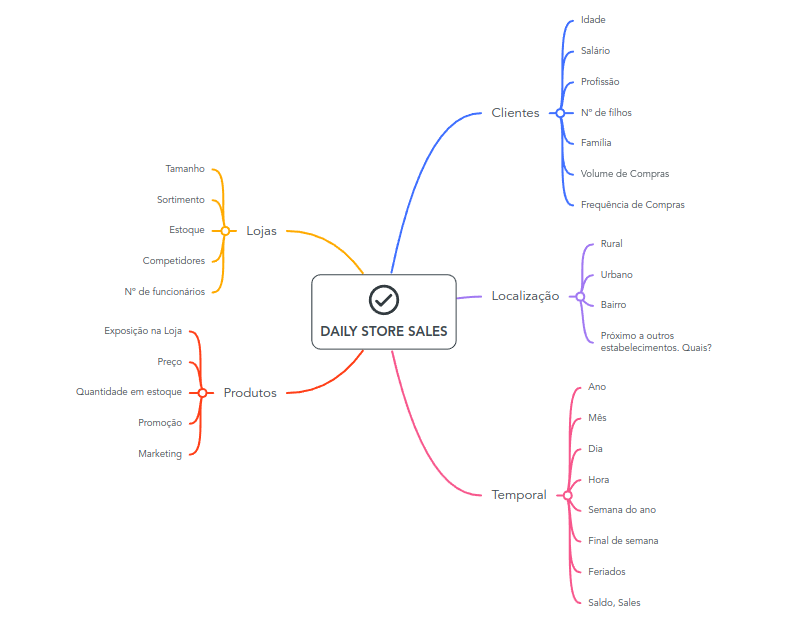 DAILY STORE SALES
Clientes
Idade
Salário
Profissão
Nº de filhos
Família
Volume de Compras
Frequência de Compras
Localização
Rural
Urbano
Bairro
Próximo a outros
estabelecimentos. Quais?
Temporal
Ano
Mês
Dia
Hora
Semana do ano
Final de semana
Feriados
Saldo, Sales
Lojas
Tamanho
Sortimento
Estoque
Competidores
Nº de funcionários
Produtos
Exposição na Loja
Preço
Quantidade em estoque
Promoção
Marketing